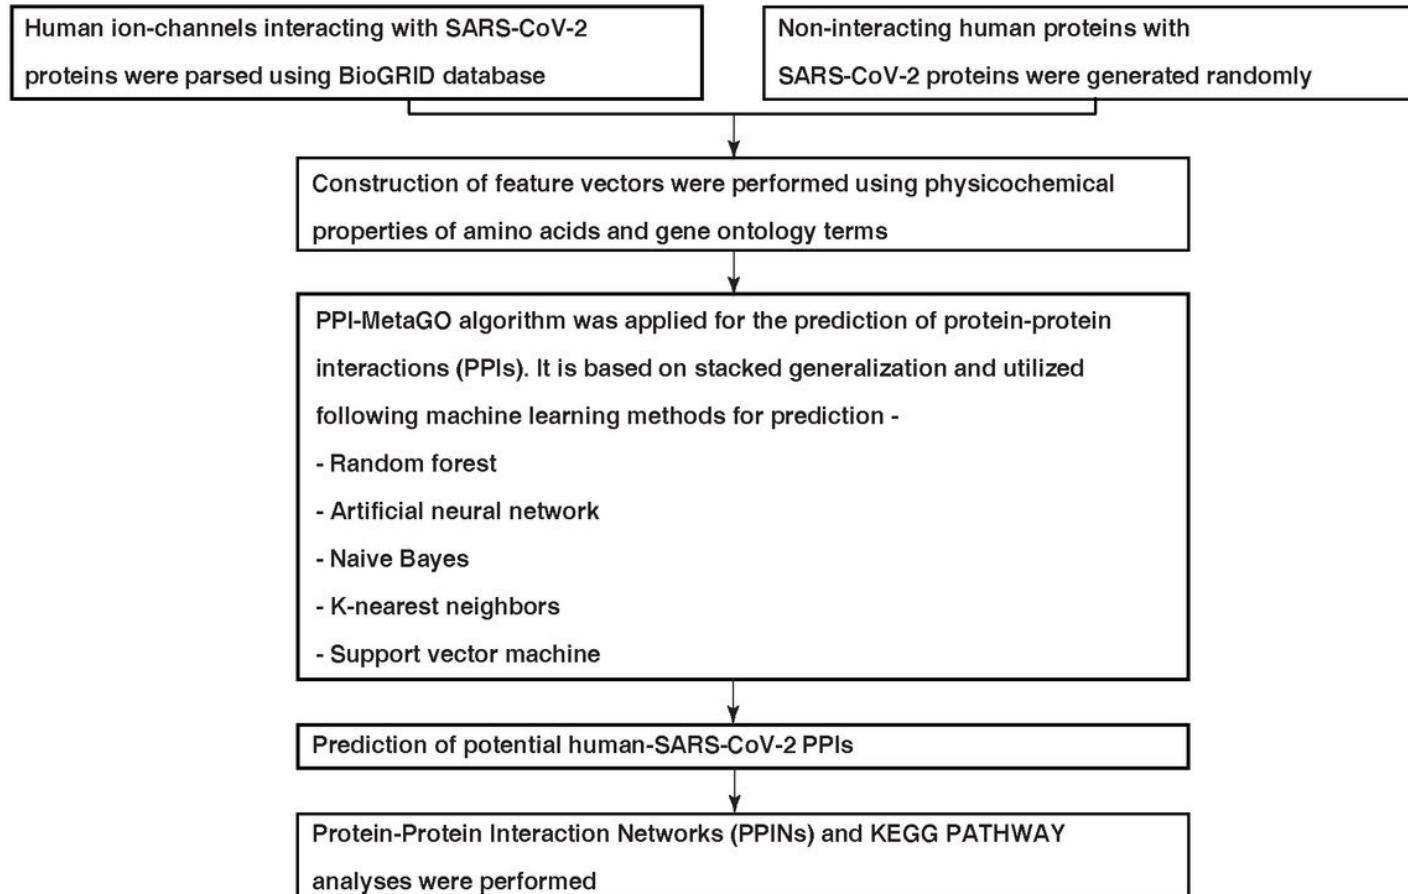 Human ion-channels interacting with SARS-CoV-2
proteins were parsed using BioGRID database
Non-interacting human proteins with
SARS-CoV-2 proteins were generated randomly
Construction of feature vectors were performed using physicochemical
properties of amino acids and gene ontology terms
PPI-MetaGO algorithm was applied for the prediction of protein-protein
interactions (PPIs). It is based on stacked generalization and utilized
following machine learning methods for prediction -
- Random forest
- Artificial neural network
- Naive Bayes
- K-nearest neighbors
- Support vector machine
Prediction of potential human-SARS-CoV-2 PPIs
Protein-Protein Interaction Networks (PPINs) and KEGG PATHWAY
analyses were performed